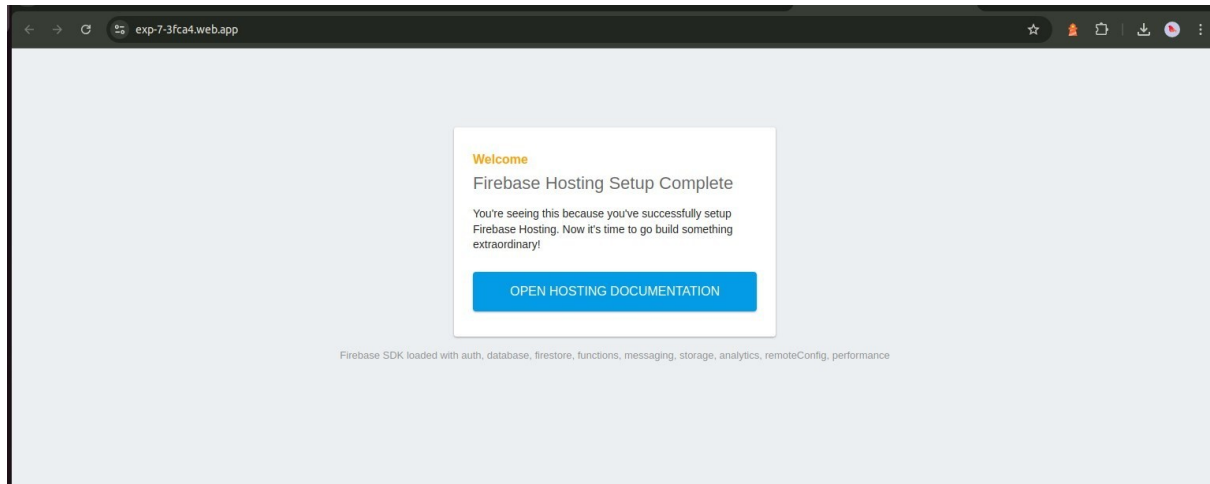 exp-7-3fca4.web.app
Welcome
Firebase Hosting Setup Complete
You're seeing this because you've successfully setup
Firebase Hosting. Now it's time to go build something
extraordinary!
OPEN HOSTING DOCUMENTATION
Firebase SDK loaded with auth, database, firestore, functions, messaging, storage, analytics, remoteConfig, performance